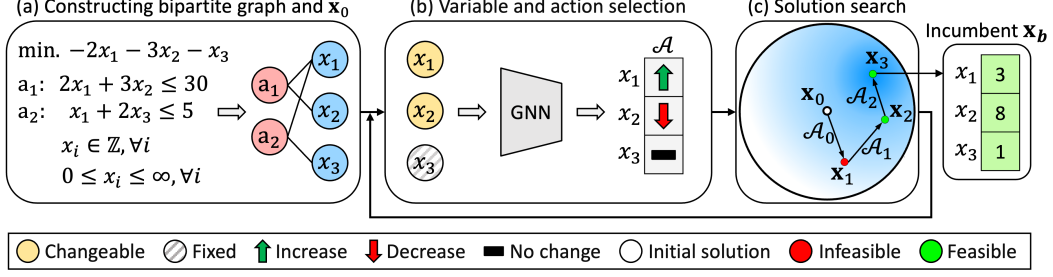 (a) Constructing bipartite graph and x₀
min. −2x₁ − 3x₂ − x₃
a₁: 2x₁ + 3x₂ ≤ 30
a₂: x₁ + 2x₃ ≤ 5
xᵢ ∈ ℤ, ∀i
0 ≤ xᵢ ≤ ∞, ∀i
a₁
a₂
x₁
x₂
x₃
(b) Variable and action selection
x₁
x₂
x₃
GNN
𝒜
x₁
x₂
x₃
(c) Solution search
x₀
x₁
x₂
x₃
𝒜₀
𝒜₁
𝒜₂
Incumbent x_b
x₁ 3
x₂ 8
x₃ 1
Changeable Fixed Increase Decrease No change Initial solution Infeasible Feasible